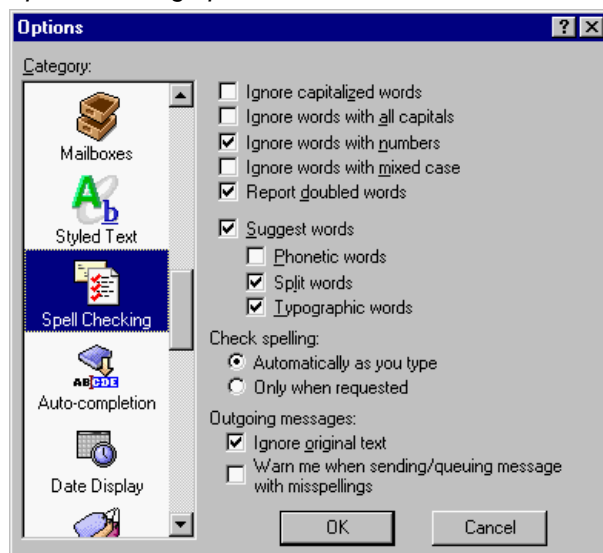 Options
Category:
Mailboxes
Styled Text
Spell Checking
Auto-completion
Date Display
Ignore capitalized words
Ignore words with all capitals
Ignore words with numbers
Ignore words with mixed case
Report doubled words
Suggest words
Phonetic words
Split words
Typographic words
Check spelling:
Automatically as you type
Only when requested
Outgoing messages:
Ignore original text
Warn me when sending/queuing message
with misspellings
OK
Cancel